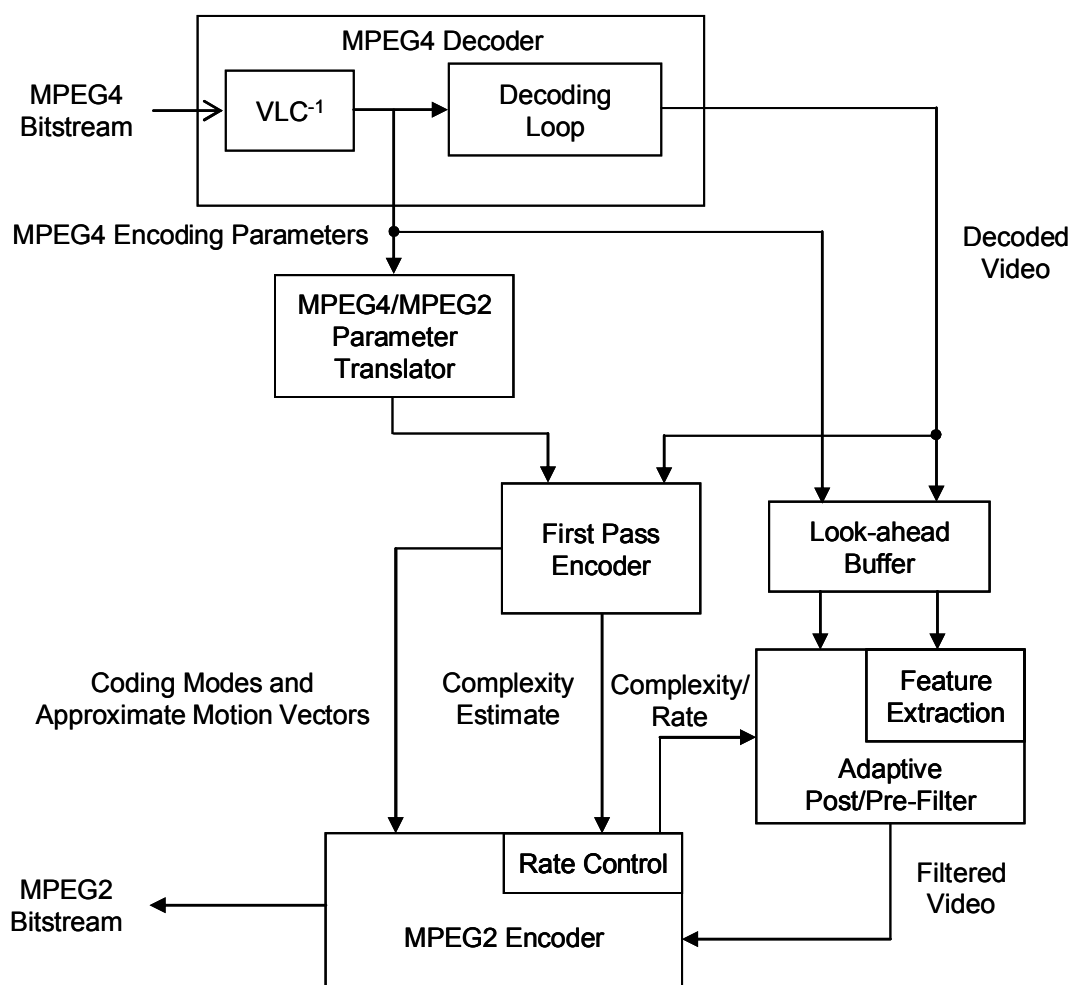 MPEG4 Decoder
MPEG4
Bitstream
VLC⁻¹
Decoding
Loop
MPEG4 Encoding Parameters
Decoded
Video
MPEG4/MPEG2
Parameter
Translator
First Pass
Encoder
Look-ahead
Buffer
Coding Modes and
Approximate Motion Vectors
Complexity
Estimate
Complexity/
Rate
Feature
Extraction
Adaptive
Post/Pre-Filter
Rate Control
MPEG2
Bitstream
MPEG2 Encoder
Filtered
Video